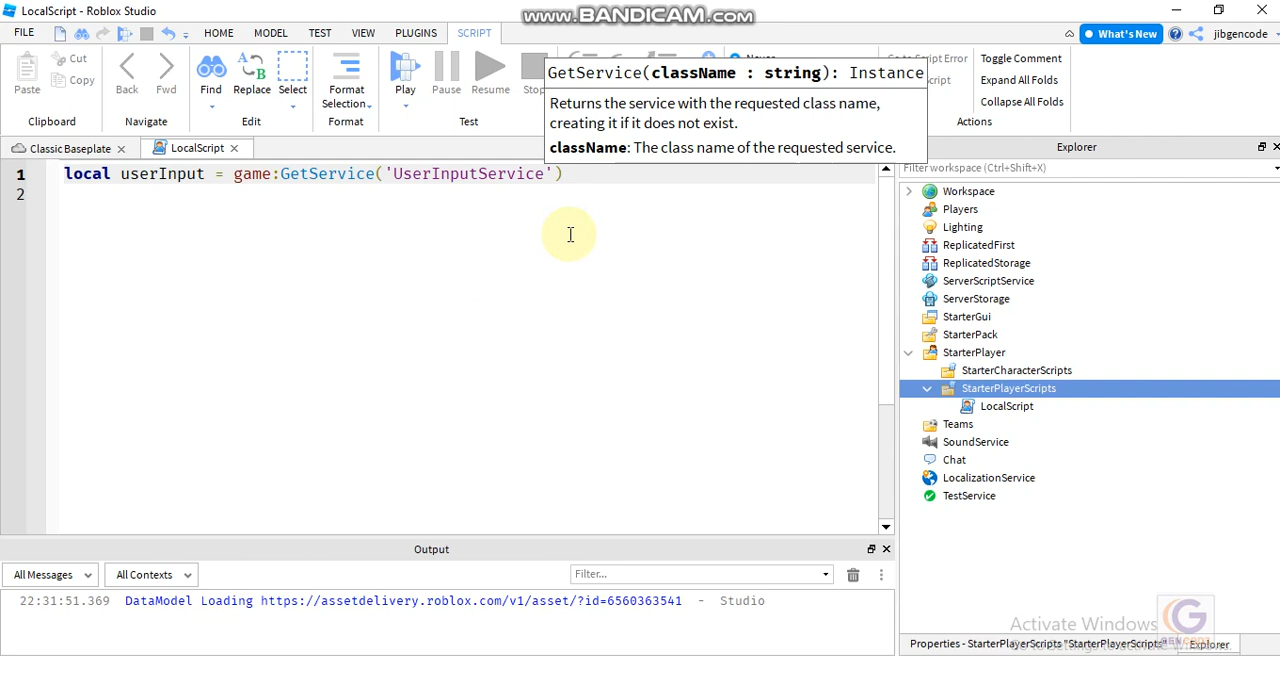 LocalScript - Roblox Studio
www.BANDICAM.com
FILE HOME MODEL TEST VIEW PLUGINS SCRIPT What's New jibgencode
Paste Cut Copy Back Fwd Find Replace Select Format Selection Play Pause Resume Stop Never Script Error Toggle Comment
Script Expand All Folds
Collapse All Folds
Clipboard Navigate Edit Format Test Actions
GetService(className : string): Instance
Returns the service with the requested class name,
creating it if it does not exist.
className: The class name of the requested service.
Classic Baseplate LocalScript
1 local userInput = game:GetService('UserInputService')
2
Explorer
Filter workspace (Ctrl+Shift+X)
Workspace
Players
Lighting
ReplicatedFirst
ReplicatedStorage
ServerScriptService
ServerStorage
StarterGui
StarterPack
StarterPlayer
StarterCharacterScripts
StarterPlayerScripts
LocalScript
Teams
SoundService
Chat
LocalizationService
TestService
Output
All Messages All Contexts Filter...
22:31:51.369 DataModel Loading https://assetdelivery.roblox.com/v1/asset/?id=6560363541 - Studio
Activate Windows
Properties - StarterPlayerScripts "StarterPlayerScripts" Explorer